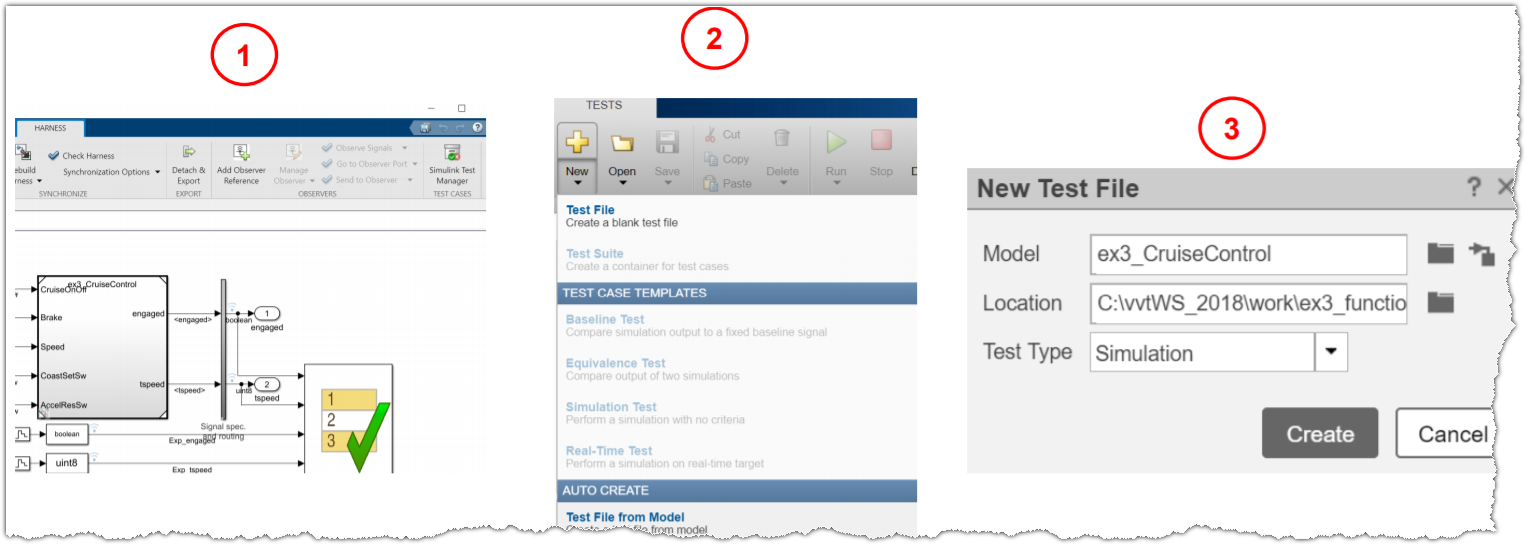 1
2
3
HARNESS
ebuild
rness
Check Harness
Synchronization Options
SYNCHRONIZE
Detach &
Export
EXPORT
Add Observer
Reference
Manage
Observer
Observe Signals
Go to Observer Port
Send to Observer
OBSERVERS
Simulink Test
Manager
TEST CASES
ex3_CruiseControl
CruiseOnOff
Brake
Speed
CoastSetSw
AccelResSw
engaged
tspeed
<engaged>
<tspeed>
boolean
1
engaged
uint8
2
tspeed
Signal spec.
and routing
boolean
Exp_engaged
uint8
Exp_tspeed
1
2
3
TESTS
New
Open
Save
Cut
Copy
Paste
Delete
Run
Stop
D
Test File
Create a blank test file
Test Suite
Create a container for test cases
TEST CASE TEMPLATES
Baseline Test
Compare simulation output to a fixed baseline signal
Equivalence Test
Compare output of two simulations
Simulation Test
Perform a simulation with no criteria
Real-Time Test
Perform a simulation on real-time target
AUTO CREATE
Test File from Model
from model
New Test File ? ×
Model ex3_CruiseControl
Location C:\vvtWS_2018\work\ex3_functio
Test Type Simulation
Create Cancel